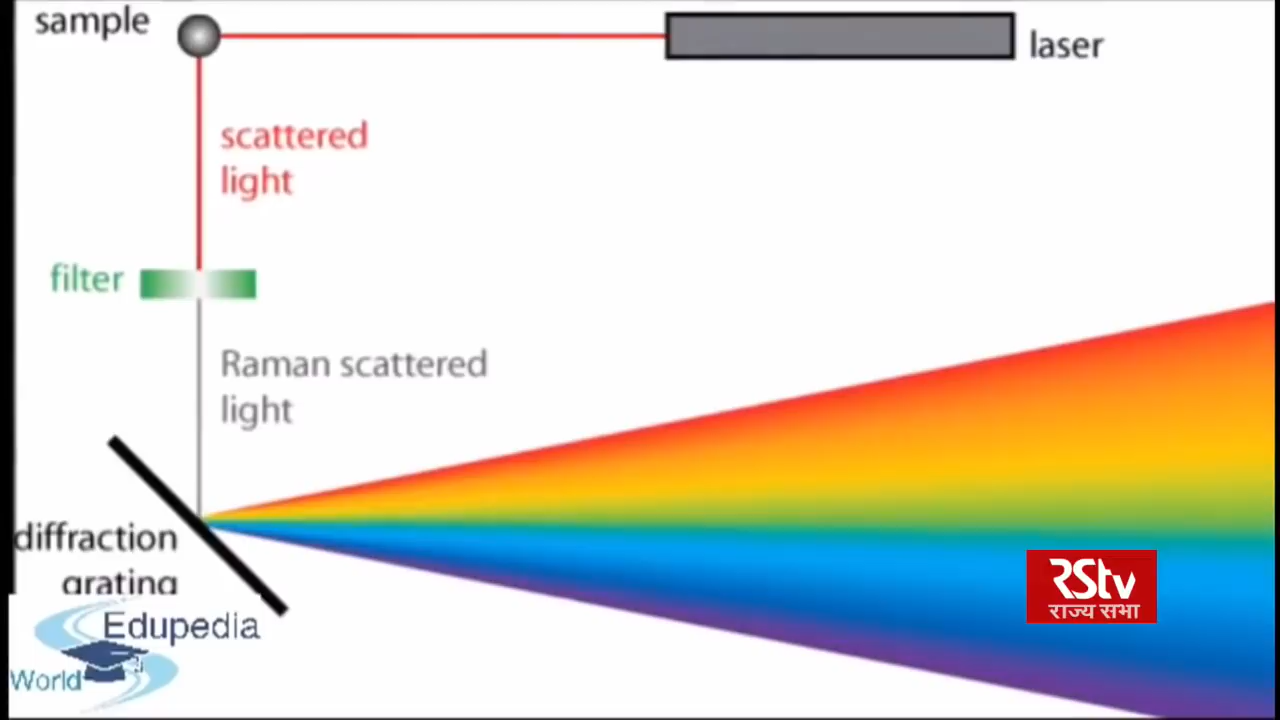 sample
laser
scattered
light
filter
Raman scattered
light
diffraction
grating
Edupedia
World
RStv
राज्य सभा